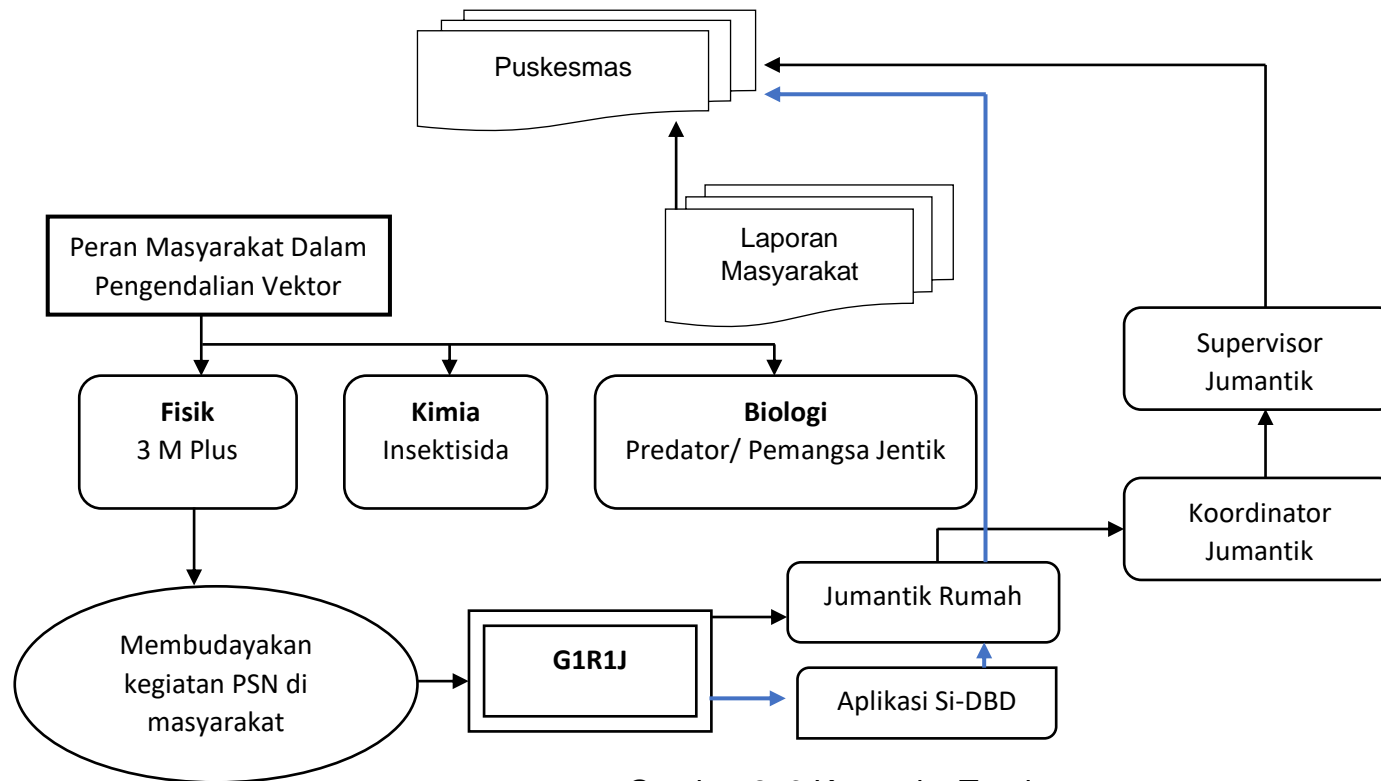 Puskesmas
Laporan
Masyarakat
Peran Masyarakat Dalam
Pengendalian Vektor
Supervisor
Jumantik
Fisik
3 M Plus
Kimia
Insektisida
Biologi
Predator/ Pemangsa Jentik
Koordinator
Jumantik
Jumantik Rumah
Membudayakan
kegiatan PSN di
masyarakat
G1R1J
Aplikasi Si-DBD